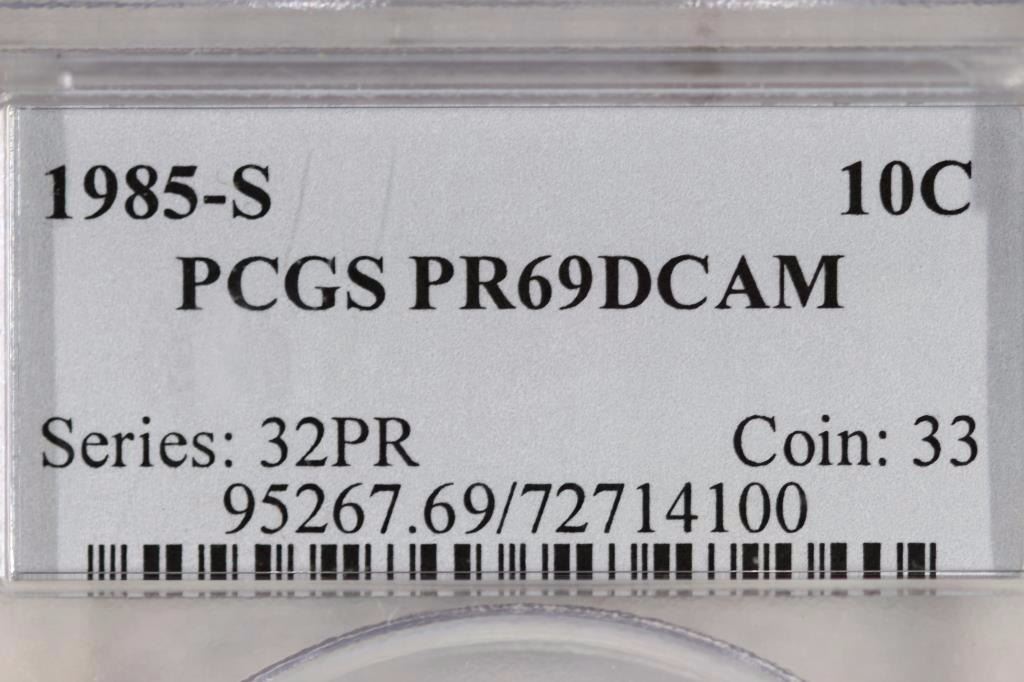 1985-S 10C
PCGS PR69DCAM
Series: 32PR Coin: 33
95267.69/72714100